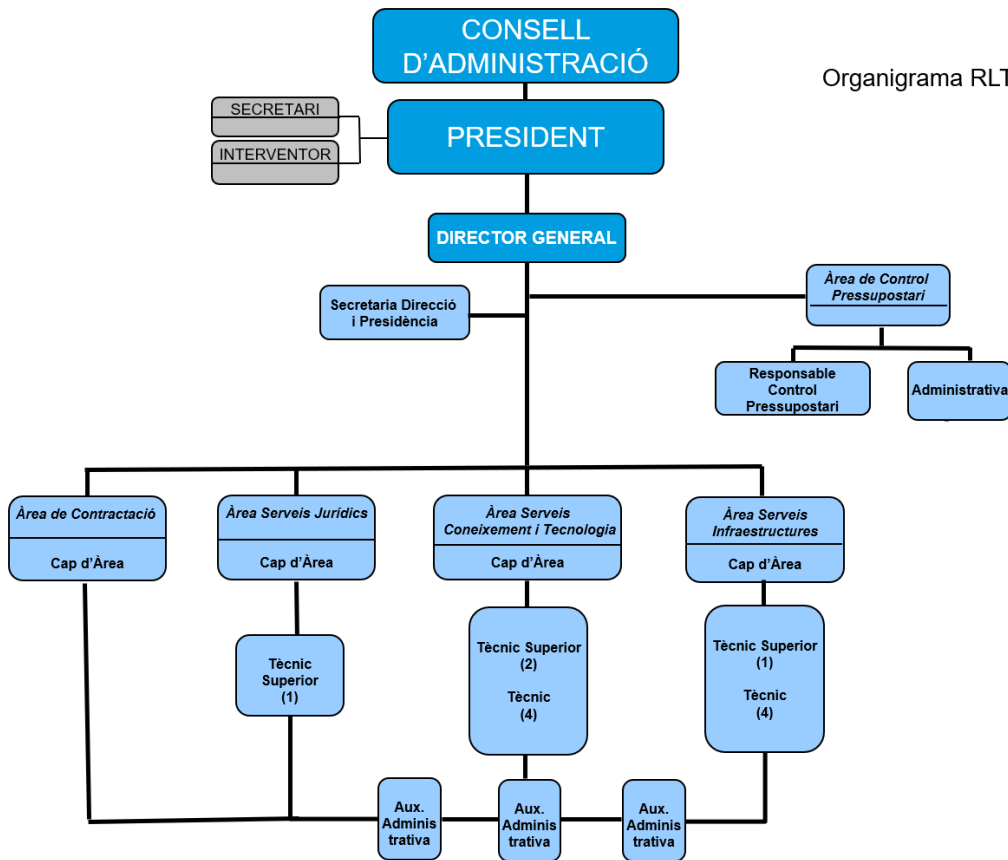 CONSELL
D’ADMINISTRACIÓ
Organigrama RLT
SECRETARI
INTERVENTOR
PRESIDENT
DIRECTOR GENERAL
Secretaria Direcció
i Presidència
Àrea de Control
Pressupostari
Responsable
Control
Pressupostari
Administrativa
Àrea de Contractació
Cap d’Àrea
Àrea Serveis Jurídics
Cap d’Àrea
Àrea Serveis
Coneixement i Tecnologia
Cap d’Àrea
Àrea Serveis
Infraestructures
Cap d’Àrea
Tècnic
Superior
(1)
Tècnic Superior
(2)
Tècnic
(4)
Tècnic Superior
(1)
Tècnic
(4)
Aux.
Adminis
trativa
Aux.
Adminis
trativa
Aux.
Adminis
trativa